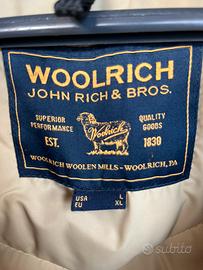 WOOLRICH
JOHN RICH & BROS.
SUPERIOR PERFORMANCE
QUALITY GOODS
EST.
Woolrich
1830
WOOLRICH WOOLEN MILLS - WOOLRICH, PA
USA L
EU XL
subito